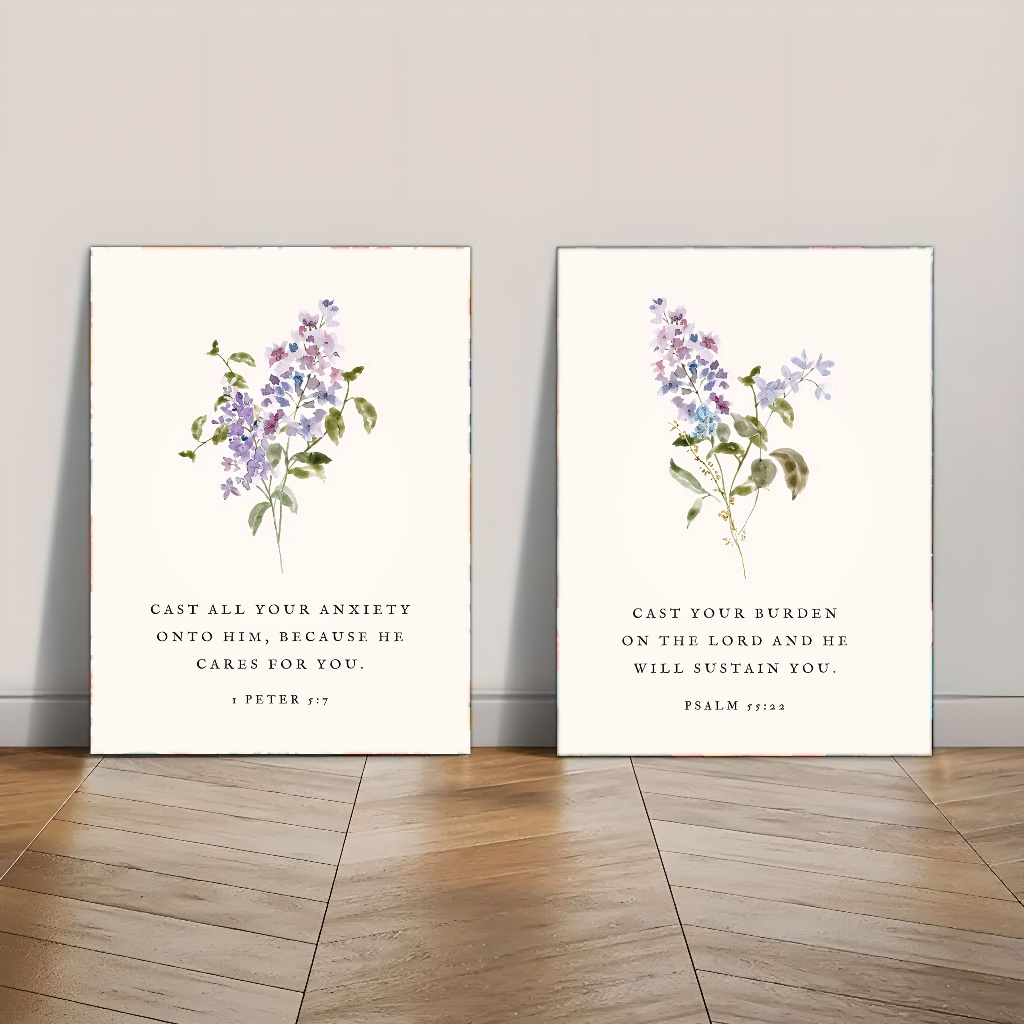 CAST ALL YOUR ANXIETY
ONTO HIM, BECAUSE HE
CARES FOR YOU.
1 PETER 5:7
CAST YOUR BURDEN
ON THE LORD AND HE
WILL SUSTAIN YOU.
PSALM 55:22